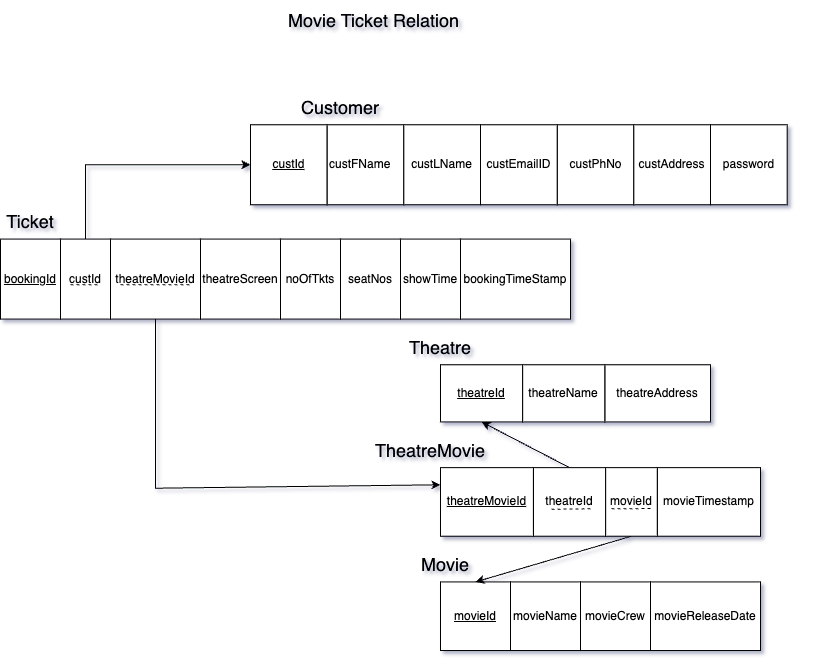 Movie Ticket Relation
Customer
custId custFName custLName custEmailID custPhNo custAddress password
Ticket
bookingId custId theatreMovieId theatreScreen noOfTkts seatNos showTime bookingTimeStamp
Theatre
theatreId theatreName theatreAddress
TheatreMovie
theatreMovieId theatreId movieId movieTimestamp
Movie
movieId movieName movieCrew movieReleaseDate